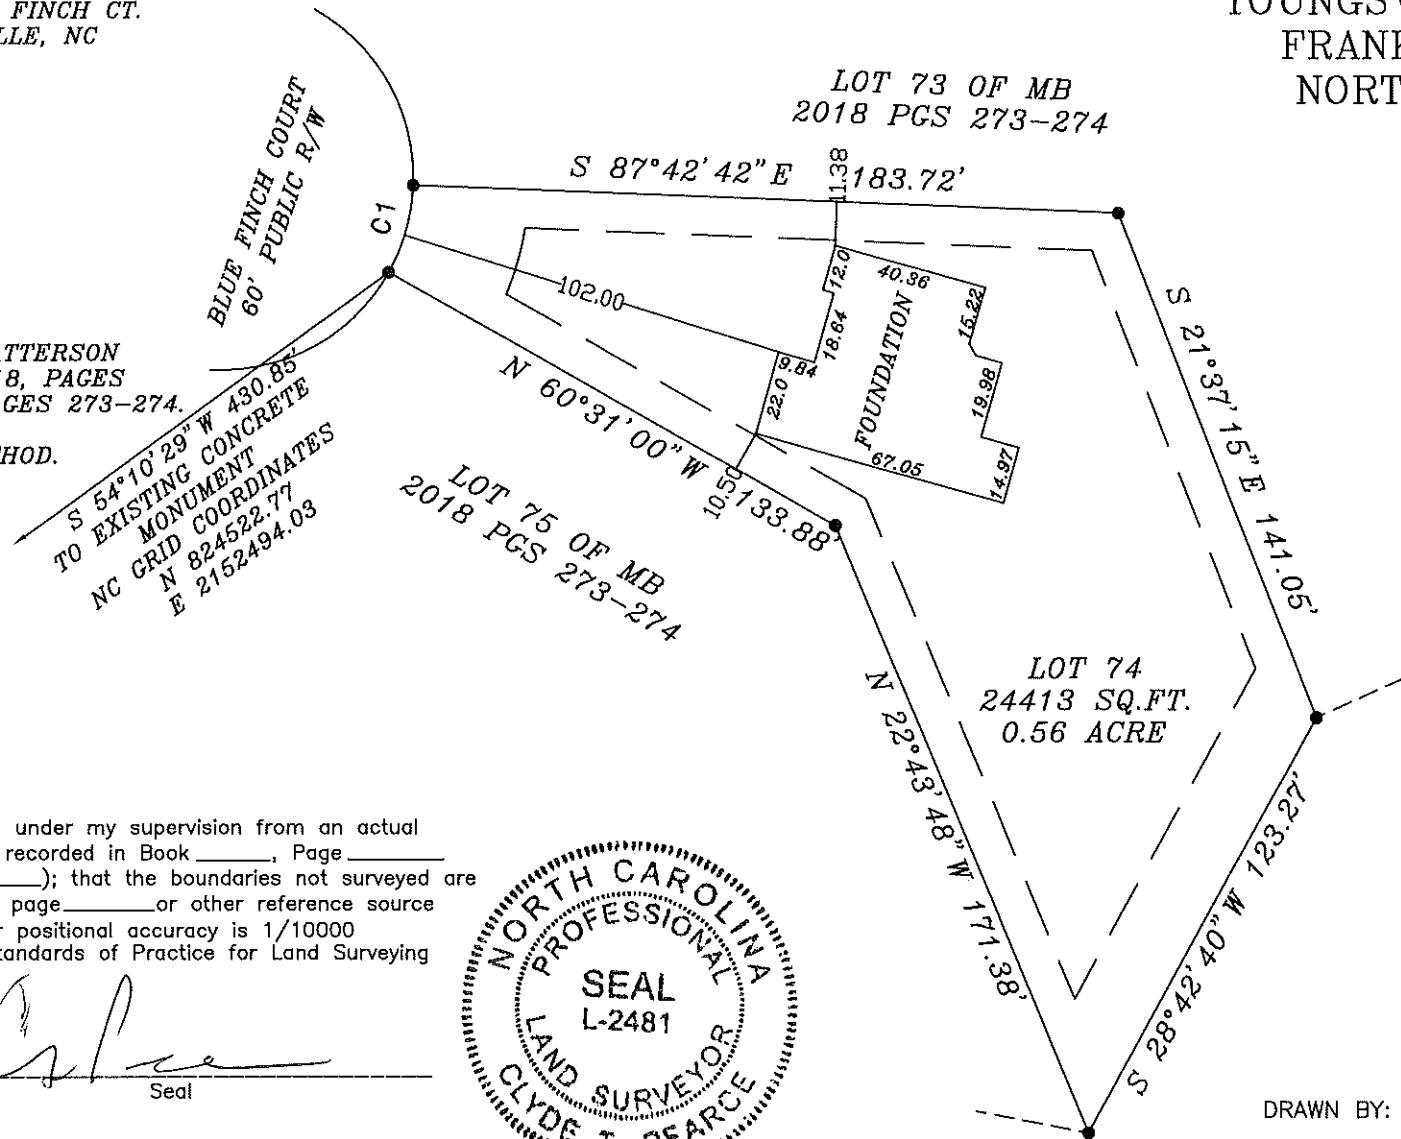 FINCH CT.
LLE, NC
YOUNGSV
FRANK
NORT
LOT 73 OF MB
2018 PGS 273-274
S 87°42'42"E 183.72'
11.38
BLUE FINCH COURT
60' PUBLIC R/W
C1
102.00
12.0
40.36
15.22
18.64
9.84
22.0
FOUNDATION
19.98
67.05
14.97
10.50
S 21°37'15"E 141.05'
ATTERSON
18, PAGES
GES 273-274.
HOD.
N 60°31'00"W 133.88'
S 54°10'29"W 430.85'
TO EXISTING CONCRETE
MONUMENT
NC GRID COORDINATES
N 824522.77
E 2152494.03
LOT 75 OF MB
2018 PGS 273-274
LOT 74
24413 SQ.FT.
0.56 ACRE
N 22°43'48"W 171.38'
S 28°42'40"W 123.27'
under my supervision from an actual
recorded in Book ______, Page ________
____); that the boundaries not surveyed are
page________or other reference source
r positional accuracy is 1/10000
tandards of Practice for Land Surveying
Seal
NORTH CAROLINA
PROFESSIONAL
SEAL
L-2481
LAND SURVEYOR
CLYDE T. PEARCE
DRAWN BY: